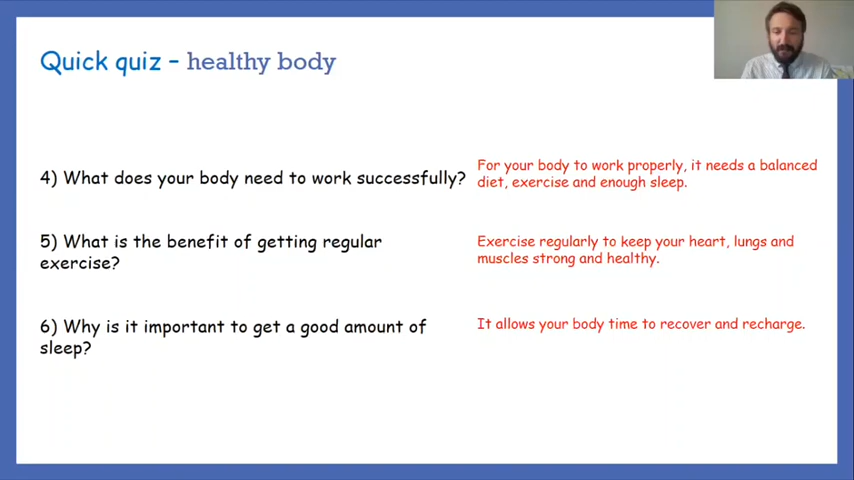 Quick quiz – healthy body
4) What does your body need to work successfully?
For your body to work properly, it needs a balanced
diet, exercise and enough sleep.
5) What is the benefit of getting regular
exercise?
Exercise regularly to keep your heart, lungs and
muscles strong and healthy.
6) Why is it important to get a good amount of
sleep?
It allows your body time to recover and recharge.